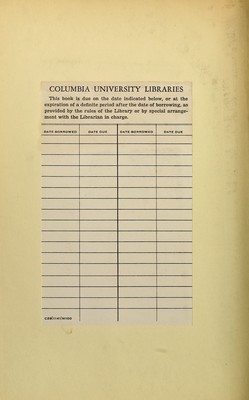 COLUMBIA UNIVERSITY LIBRARIES
This book is due on the date indicated below, or at the
expiration of a definite period after the date of borrowing, as
provided by the rules of the Library or by special arrange-
ment with the Librarian in charge.
DATE BORROWED DATE DUE DATE BORROWED DATE DUE